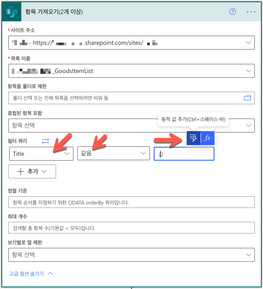 항목 가져오기(2개 이상)
* 사이트 주소
- https:// .sharepoint.com/sites/
* 목록 이름
_GoodsItemList
항목을 폴더로 제한
폴더 선택 또는 전체 목록을 선택하려면 비워 둠
중첩된 항목 포함
항목 선택
동적 값 추가(Ctrl+스페이스 바)
필터 쿼리
fx
Title
같음
+ 추가
정렬 기준
항목 순서를 지정하기 위한 ODATA orderBy 쿼리입니다.
최대 개수
검색할 총 항목 수(기본값 = 모두)입니다.
보기별로 열 제한
항목 선택
고급 옵션 숨기기